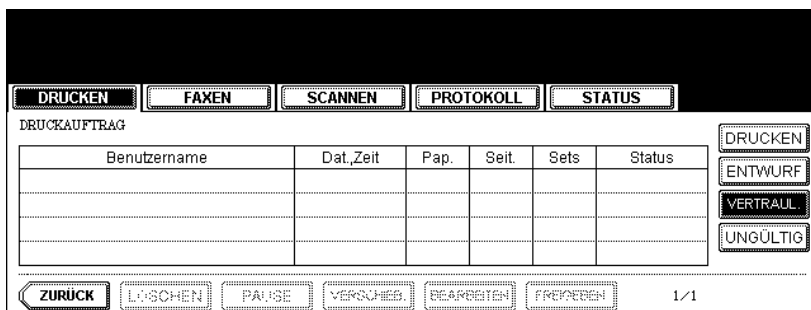 DRUCKEN FAXEN SCANNEN PROTOKOLL STATUS
DRUCKAUFTRAG
Benutzername Dat.,Zeit Pap. Seit. Sets Status
DRUCKEN
ENTWURF
VERTRAUL.
UNGÜLTIG
ZURÜCK LÖSCHEN PAUSE VERSCHIEB. BEARBEITEN FREIGEBEN 1/1